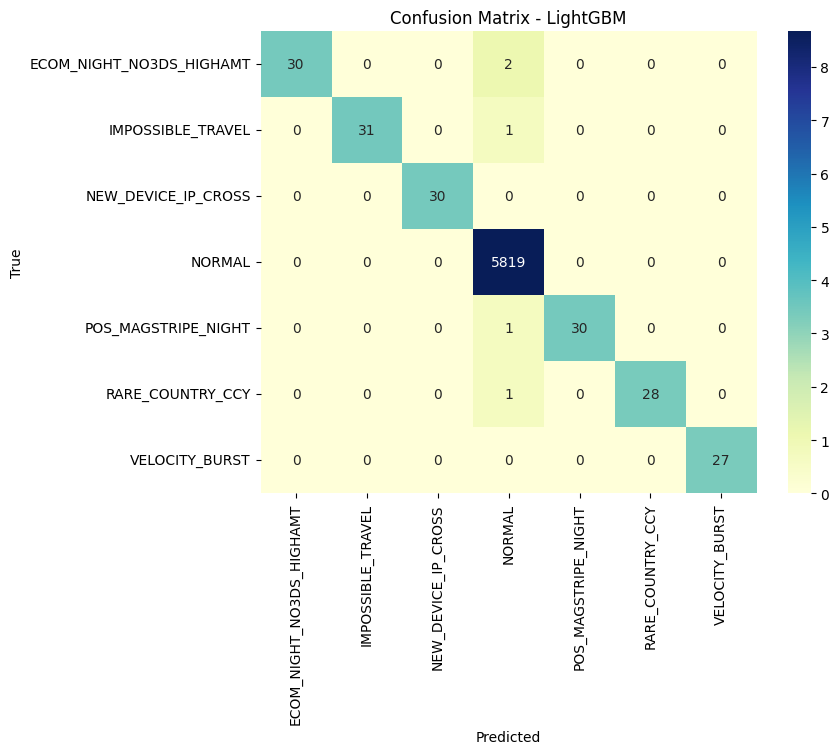 Confusion Matrix - LightGBM
ECOM_NIGHT_NO3DS_HIGHAMT 30 0 0 2 0 0 0
IMPOSSIBLE_TRAVEL 0 31 0 1 0 0 0
NEW_DEVICE_IP_CROSS 0 0 30 0 0 0 0
NORMAL 0 0 0 5819 0 0 0
POS_MAGSTRIPE_NIGHT 0 0 0 1 30 0 0
RARE_COUNTRY_CCY 0 0 0 1 0 28 0
VELOCITY_BURST 0 0 0 0 0 0 27
True
ECOM_NIGHT_NO3DS_HIGHAMT
IMPOSSIBLE_TRAVEL
NEW_DEVICE_IP_CROSS
NORMAL
POS_MAGSTRIPE_NIGHT
RARE_COUNTRY_CCY
VELOCITY_BURST
Predicted
8
7
6
5
4
3
2
1
0